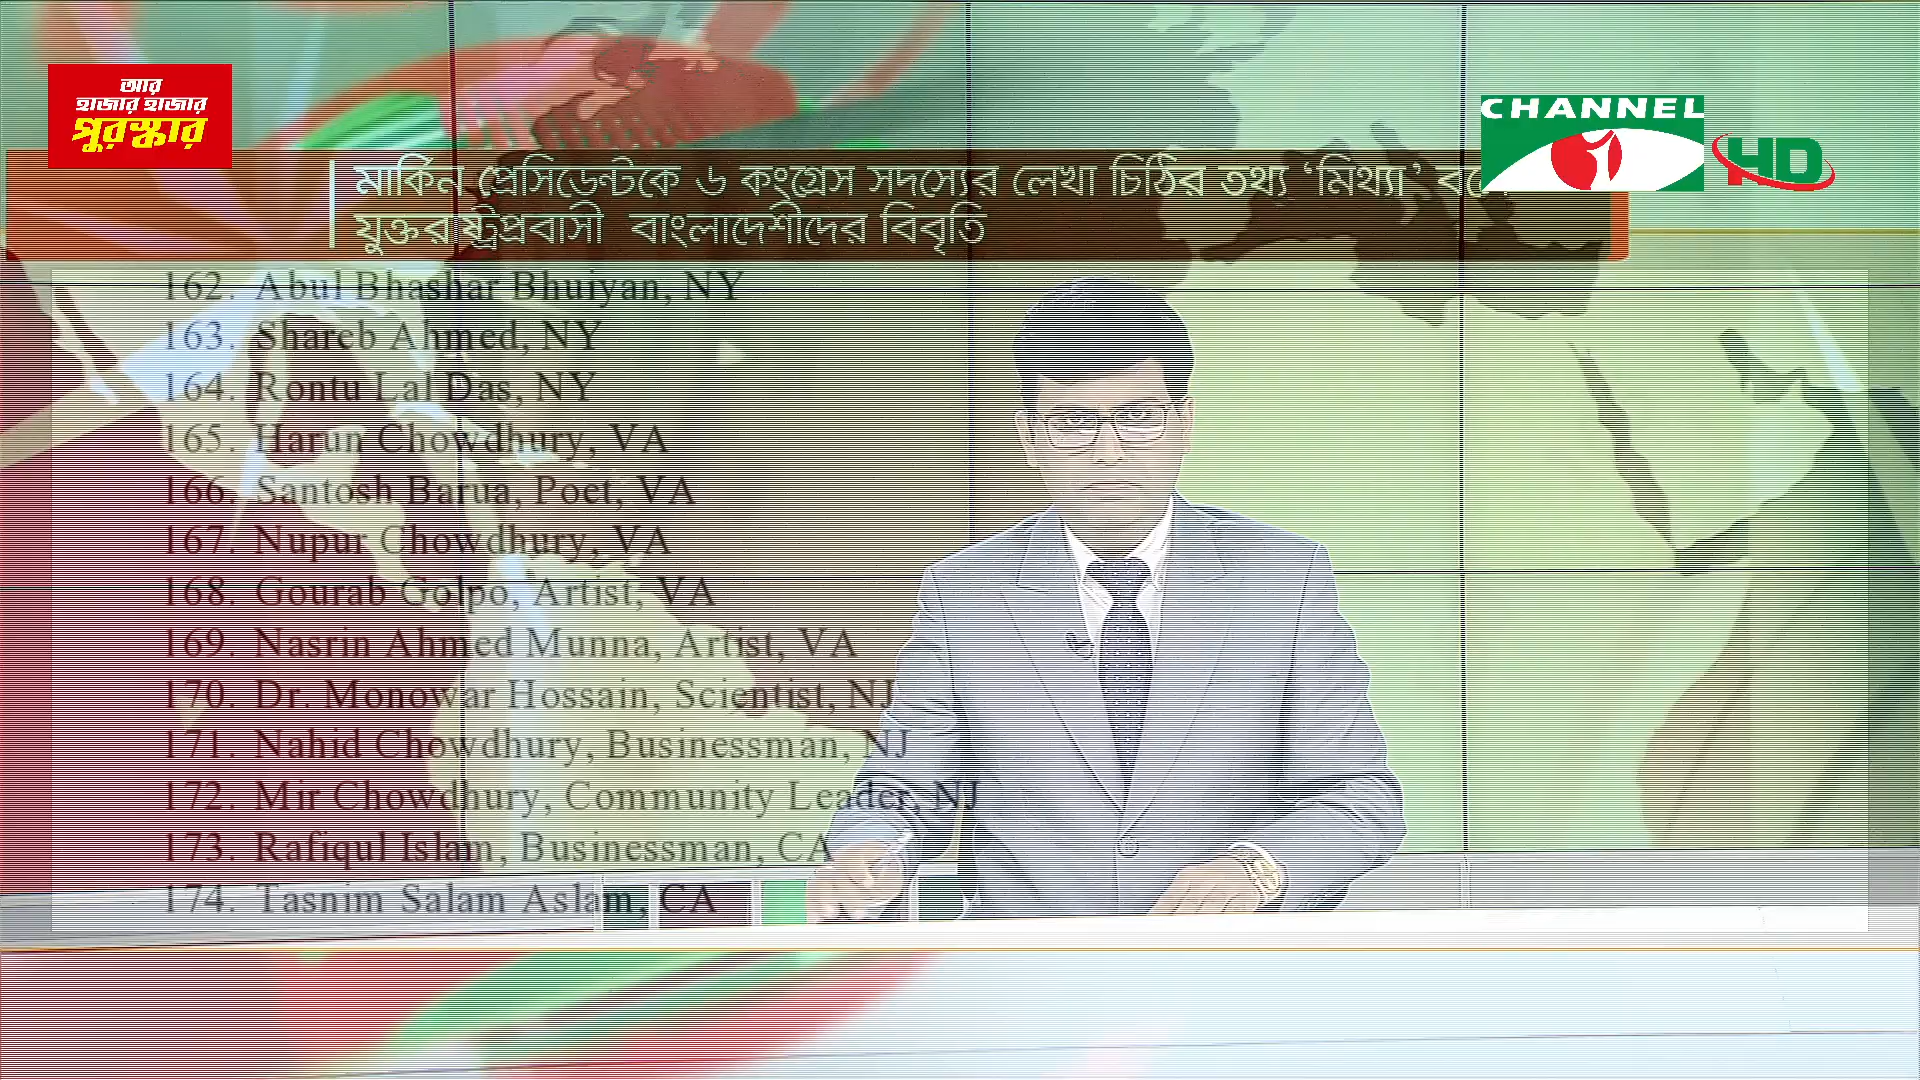 আর
হাজার হাজার
পুরস্কার
CHANNEL
HD
মার্কিন প্রেসিডেন্টকে ৬ কংগ্রেস সদস্যের লেখা চিঠির তথ্য ‘মিথ্যা’
যুক্তরাষ্ট্রপ্রবাসী বাংলাদেশীদের বিবৃতি
162. Abul Bhashar Bhuiyan, NY
163. Shareb Ahmed, NY
164. Rontu Lal Das, NY
165. Harun Chowdhury, VA
166. Santosh Barua, Poet, VA
167. Nupur Chowdhury, VA
168. Gourab Golpo, Artist, VA
169. Nasrin Ahmed Munna, Artist, VA
170. Dr. Monowar Hossain, Scientist, NJ
171. Nahid Chowdhury, Businessman, NJ
172. Mir Chowdhury, Community Leader, NJ
173. Rafiqul Islam, Businessman, CA
174. Tasnim Salam Aslam, CA